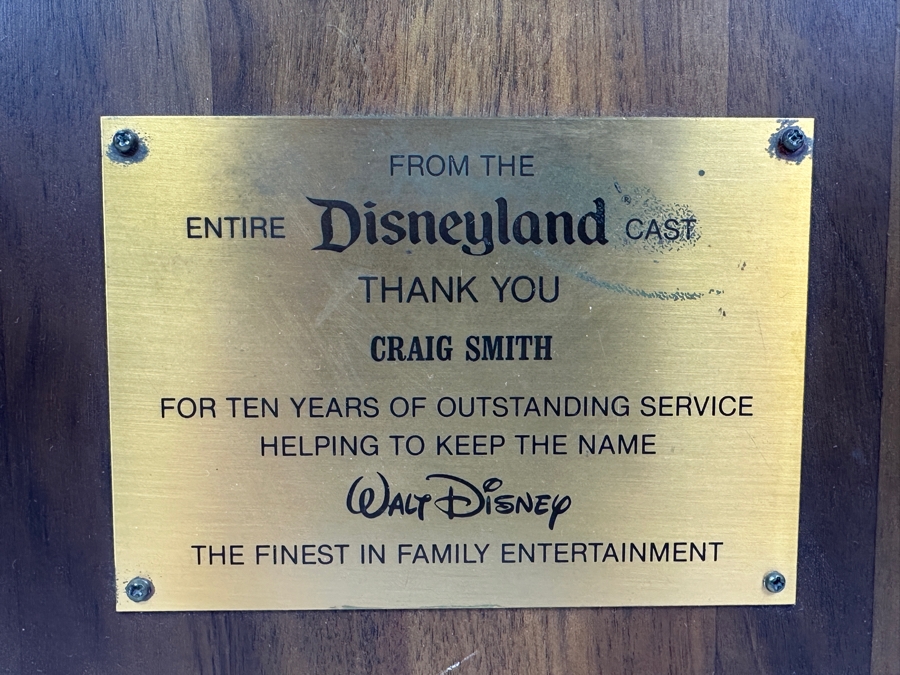 FROM THE
ENTIRE Disneyland CAST
THANK YOU
CRAIG SMITH
FOR TEN YEARS OF OUTSTANDING SERVICE
HELPING TO KEEP THE NAME
WALT DISNEY
THE FINEST IN FAMILY ENTERTAINMENT